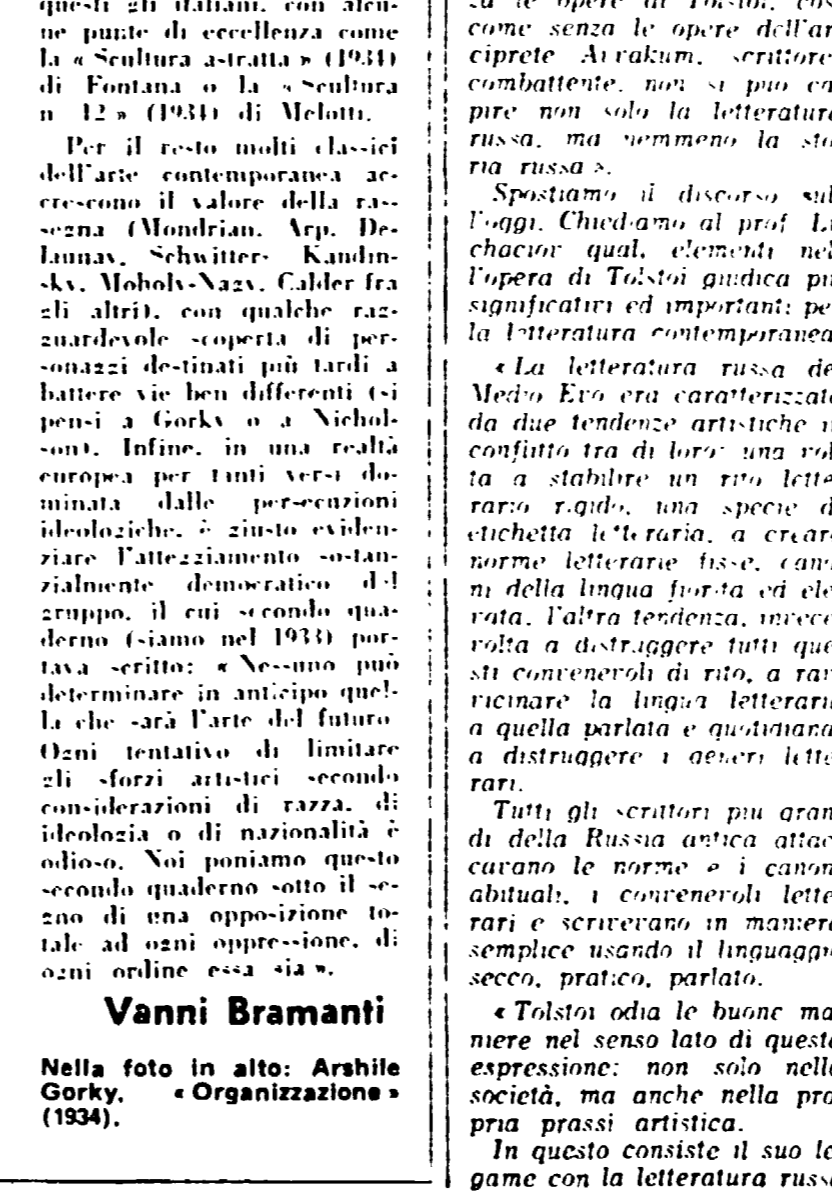 questi gli italiani, con alcu-
ne punte di eccellenza come
la « Scultura astratta » (1934)
di Fontana o la « Scultura
n 12 » (1934) di Melotti.
Per il resto molti classici
dell'arte contemporanea ac-
crescono il valore della ras-
segna (Mondrian, Arp, De-
launay, Schwitters Kandin-
sky, Moholy-Nagy, Calder fra
gli altri), con qualche rag-
guardevole scoperta di per-
sonaggi destinati più tardi a
battere vie ben differenti (si
pensi a Gorky o a Nichol-
son). Infine, in una realtà
europea per tanti versi do-
minata dalle persecuzioni
ideologiche, è giusto eviden-
ziare l'atteggiamento sostan-
zialmente democratico del
gruppo, il cui secondo qua-
derno (siamo nel 1933) por-
tava scritto: « Nessuno può
determinare in anticipo quel-
la che sarà l'arte del futuro
Ogni tentativo di limitare
gli sforzi artistici secondo
considerazioni di razza, di
ideologia o di nazionalità è
odioso. Noi poniamo questo
secondo quaderno sotto il se-
gno di una opposizione to-
tale ad ogni oppressione, di
ogni ordine essa sia ».
Vanni Bramanti
Nella foto in alto: Arshile
Gorky, « Organizzazione »
(1934).
za le opere di Tolstoi, cos
come senza le opere dell'ar
ciprete Avvakum, scrittore
combattente, non si può ca
pire non solo la letteratura
russa, ma nemmeno la sto
ria russa ».
Spostiamo il discorso sul
l'oggi. Chiediamo al prof. Li
chaciov quali elementi nel
l'opera di Tolstoi giudica più
significativi ed importanti pe
la letteratura contemporanea
« La letteratura russa de
Medio Evo era caratterizzata
da due tendenze artistiche in
conflitto tra di loro: una vol
ta a stabilire un rito lette
rario rigido, una specie d
etichetta letteraria, a crear
norme letterarie fisse, cano
ni della lingua fiorita ed ele
vata, l'altra tendenza, invece
volta a distruggere tutti que
sti convenevoli di rito, a rav
vicinare la lingua letteraria
a quella parlata e quotidiana
a distruggere i generi lette
rari.
Tutti gli scrittori più gran
di della Russia antica attac
cavano le norme e i canon
abituali, i convenevoli lette
rari e scrivevano in maniera
semplice usando il linguaggio
secco, pratico, parlato.
« Tolstoi odia le buone ma
niere nel senso lato di questa
espressione: non solo nella
società, ma anche nella pro
pria prassi artistica.
In questo consiste il suo le
game con la letteratura russa